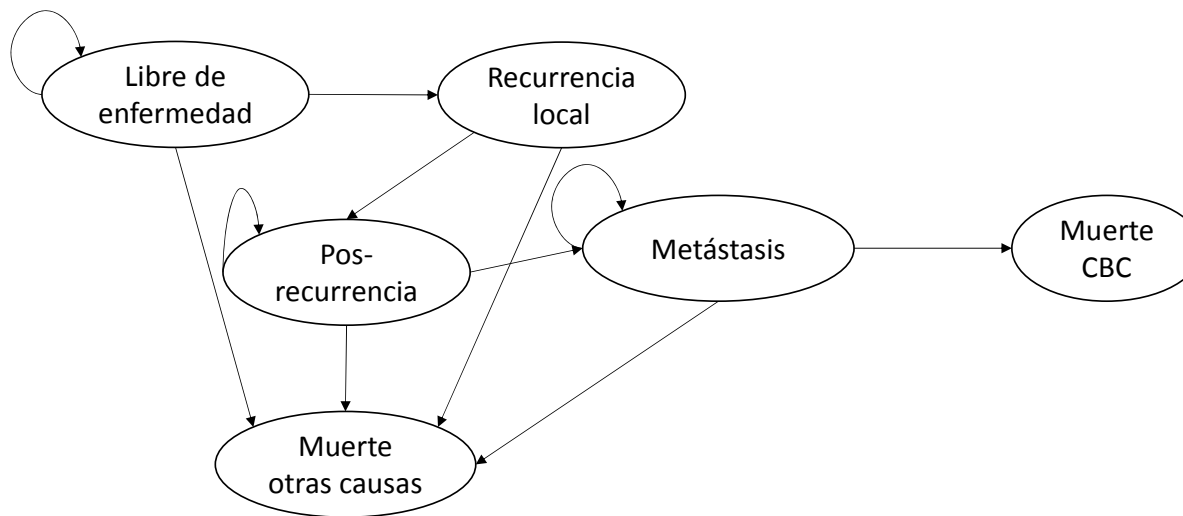 Libre de
enfermedad
Recurrencia
local
Pos-
recurrencia
Metástasis
Muerte
CBC
Muerte
otras causas